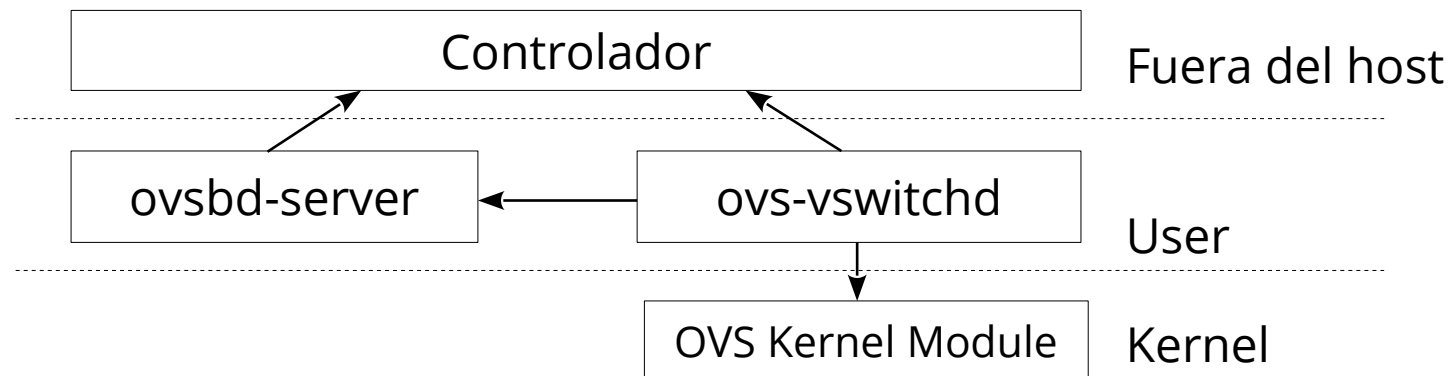 Controlador
Fuera del host
ovsbd-server
ovs-vswitchd
User
OVS Kernel Module
Kernel